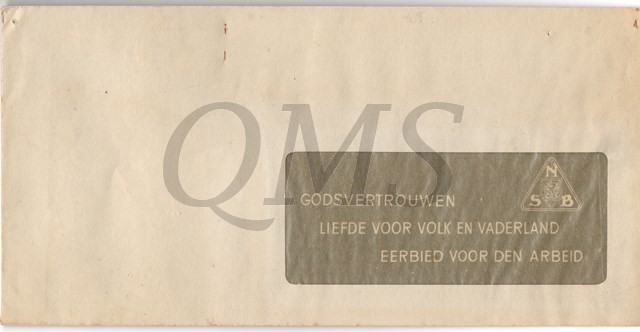 QMS
N
S B
GODSVERTROUWEN
LIEFDE VOOR VOLK EN VADERLAND
EERBIED VOOR DEN ARBEID